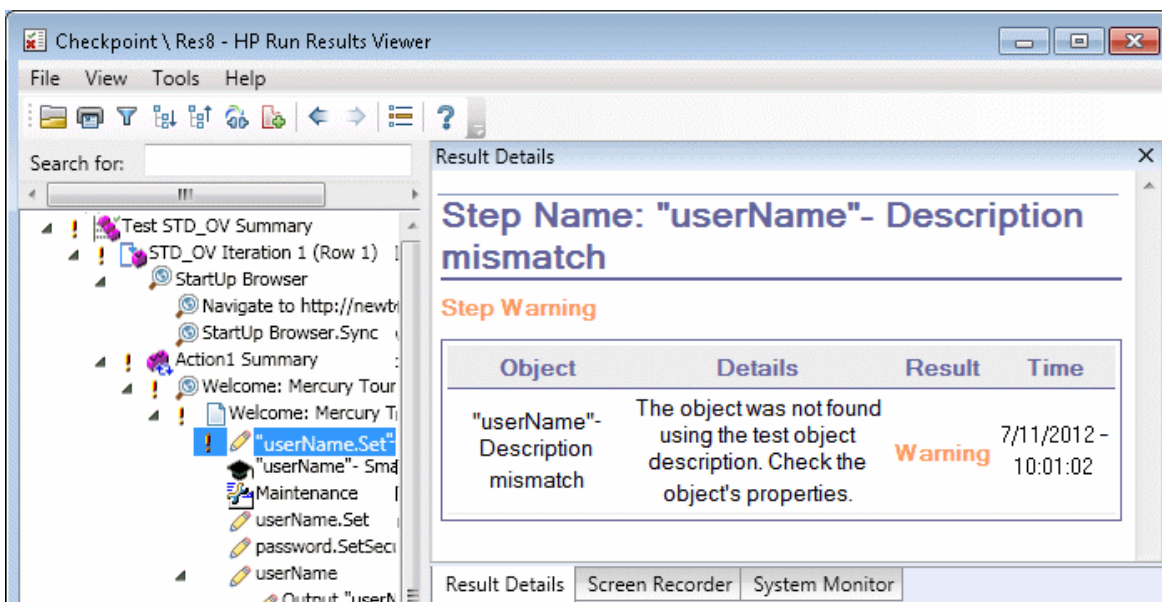 Checkpoint \ Res8 - HP Run Results Viewer
File View Tools Help
Search for:
Test STD_OV Summary
STD_OV Iteration 1 (Row 1)
StartUp Browser
Navigate to http://newt
StartUp Browser.Sync
Action1 Summary
Welcome: Mercury Tour
Welcome: Mercury T
"userName.Set"-
"userName"- Sma
Maintenance
userName.Set
password.SetSecu
userName
Output "userN
Result Details
Step Name: "userName"- Description
mismatch
Step Warning
Object Details Result Time
"userName"-
Description
mismatch
The object was not found
using the test object
description. Check the
object's properties.
Warning
7/11/2012 -
10:01:02
Result Details Screen Recorder System Monitor